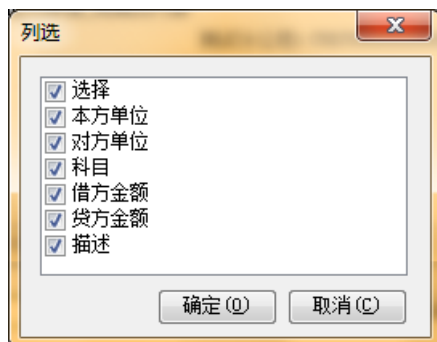 列选
选择
本方单位
对方单位
科目
借方金额
贷方金额
描述
确定(O) 取消(C)